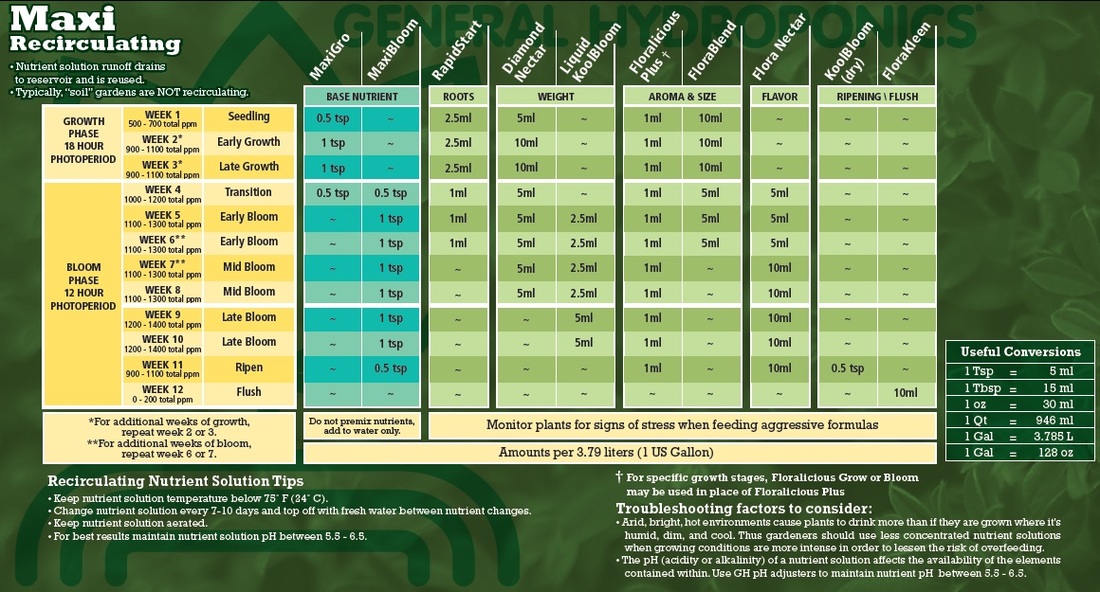 GENERAL HYDROPONICS
Maxi
Recirculating
• Nutrient solution runoff drains
to reservoir and is reused.
• Typically, “soil” gardens are NOT recirculating.
MaxiGro MaxiBloom RapidStart Diamond Nectar Liquid KoolBloom Floralicious Plus † FloraBlend Flora Nectar KoolBloom (dry) FloraKleen
BASE NUTRIENT ROOTS WEIGHT AROMA & SIZE FLAVOR RIPENING \ FLUSH
GROWTH
PHASE
18 HOUR
PHOTOPERIOD
WEEK 1 500 - 700 total ppm Seedling 0.5 tsp ~ 2.5ml 5ml 1ml 10ml ~ ~ ~
WEEK 2* 900 - 1100 total ppm Early Growth 1 tsp ~ 2.5ml 10ml ~ 1ml 10ml ~ ~ ~
WEEK 3* 900 - 1100 total ppm Late Growth 1 tsp ~ 2.5ml 10ml ~ 1ml 10ml ~ ~ ~
BLOOM
PHASE
12 HOUR
PHOTOPERIOD
WEEK 4 1000 - 1200 total ppm Transition 0.5 tsp 0.5 tsp 1ml 5ml ~ 1ml 5ml 5ml ~ ~
WEEK 5 1100 - 1300 total ppm Early Bloom ~ 1 tsp 1ml 5ml 2.5ml 1ml 5ml 5ml ~ ~
WEEK 6** 1100 - 1300 total ppm Early Bloom ~ 1 tsp 1ml 5ml 2.5ml 1ml 5ml 5ml ~ ~
WEEK 7** 1100 - 1300 total ppm Mid Bloom ~ 1 tsp ~ 5ml 2.5ml 1ml ~ 10ml ~ ~
WEEK 8 1100 - 1300 total ppm Mid Bloom ~ 1 tsp ~ 5ml 2.5ml 1ml ~ 10ml ~ ~
WEEK 9 1200 - 1400 total ppm Late Bloom ~ 1 tsp ~ ~ 5ml 1ml ~ 10ml ~ ~
WEEK 10 1200 - 1400 total ppm Late Bloom ~ 1 tsp ~ ~ 5ml 1ml ~ 10ml ~ ~
WEEK 11 900 - 1100 total ppm Ripen ~ 0.5 tsp ~ ~ ~ 1ml ~ 10ml 0.5 tsp ~
WEEK 12 0 - 200 total ppm Flush ~ ~ ~ ~ ~ ~ ~ ~ ~ 10ml
*For additional weeks of growth,
repeat week 2 or 3.
**For additional weeks of bloom,
repeat week 6 or 7.
Do not premix nutrients,
add to water only.
Monitor plants for signs of stress when feeding aggressive formulas
Amounts per 3.79 liters (1 US Gallon)
Useful Conversions
1 Tsp = 5 ml
1 Tbsp = 15 ml
1 oz = 30 ml
1 Qt = 946 ml
1 Gal = 3.785 L
1 Gal = 128 oz
Recirculating Nutrient Solution Tips
• Keep nutrient solution temperature below 75° F (24° C).
• Change nutrient solution every 7-10 days and top off with fresh water between nutrient changes.
• Keep nutrient solution aerated.
• For best results maintain nutrient solution pH between 5.5 - 6.5.
† For specific growth stages, Floralicious Grow or Bloom
may be used in place of Floralicious Plus
Troubleshooting factors to consider:
• Arid, bright, hot environments cause plants to drink more than if they are grown where it's
humid, dim, and cool. Thus gardeners should use less concentrated nutrient solutions
when growing conditions are more intense in order to lessen the risk of overfeeding.
• The pH (acidity or alkalinity) of a nutrient solution affects the availability of the elements
contained within. Use GH pH adjusters to maintain nutrient pH between 5.5 - 6.5.